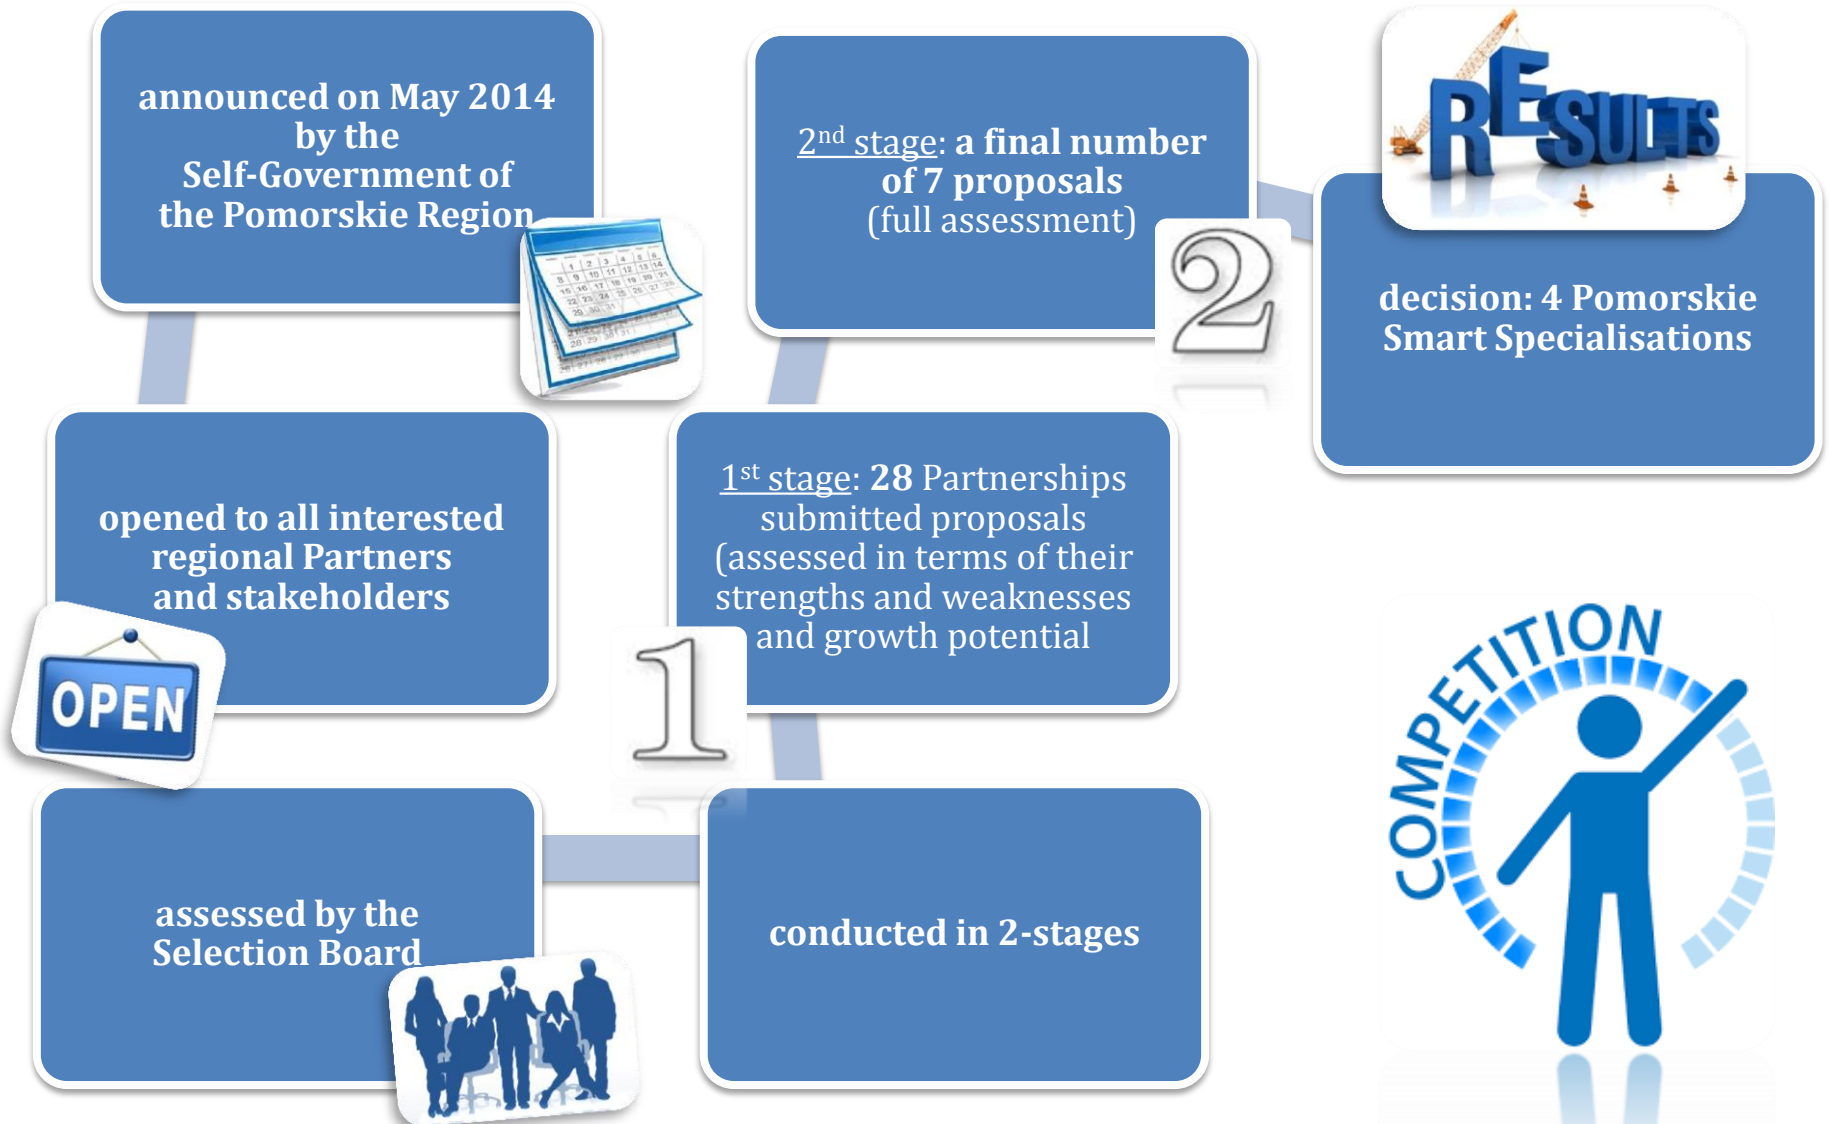 announced on May 2014
by the
Self-Government of
the Pomorskie Region
opened to all interested
regional Partners
and stakeholders
OPEN
assessed by the
Selection Board
conducted in 2-stages
1st stage: 28 Partnerships
submitted proposals
(assessed in terms of their
strengths and weaknesses
and growth potential
1
2nd stage: a final number
of 7 proposals
(full assessment)
2
RESULTS
decision: 4 Pomorskie
Smart Specialisations
COMPETITION